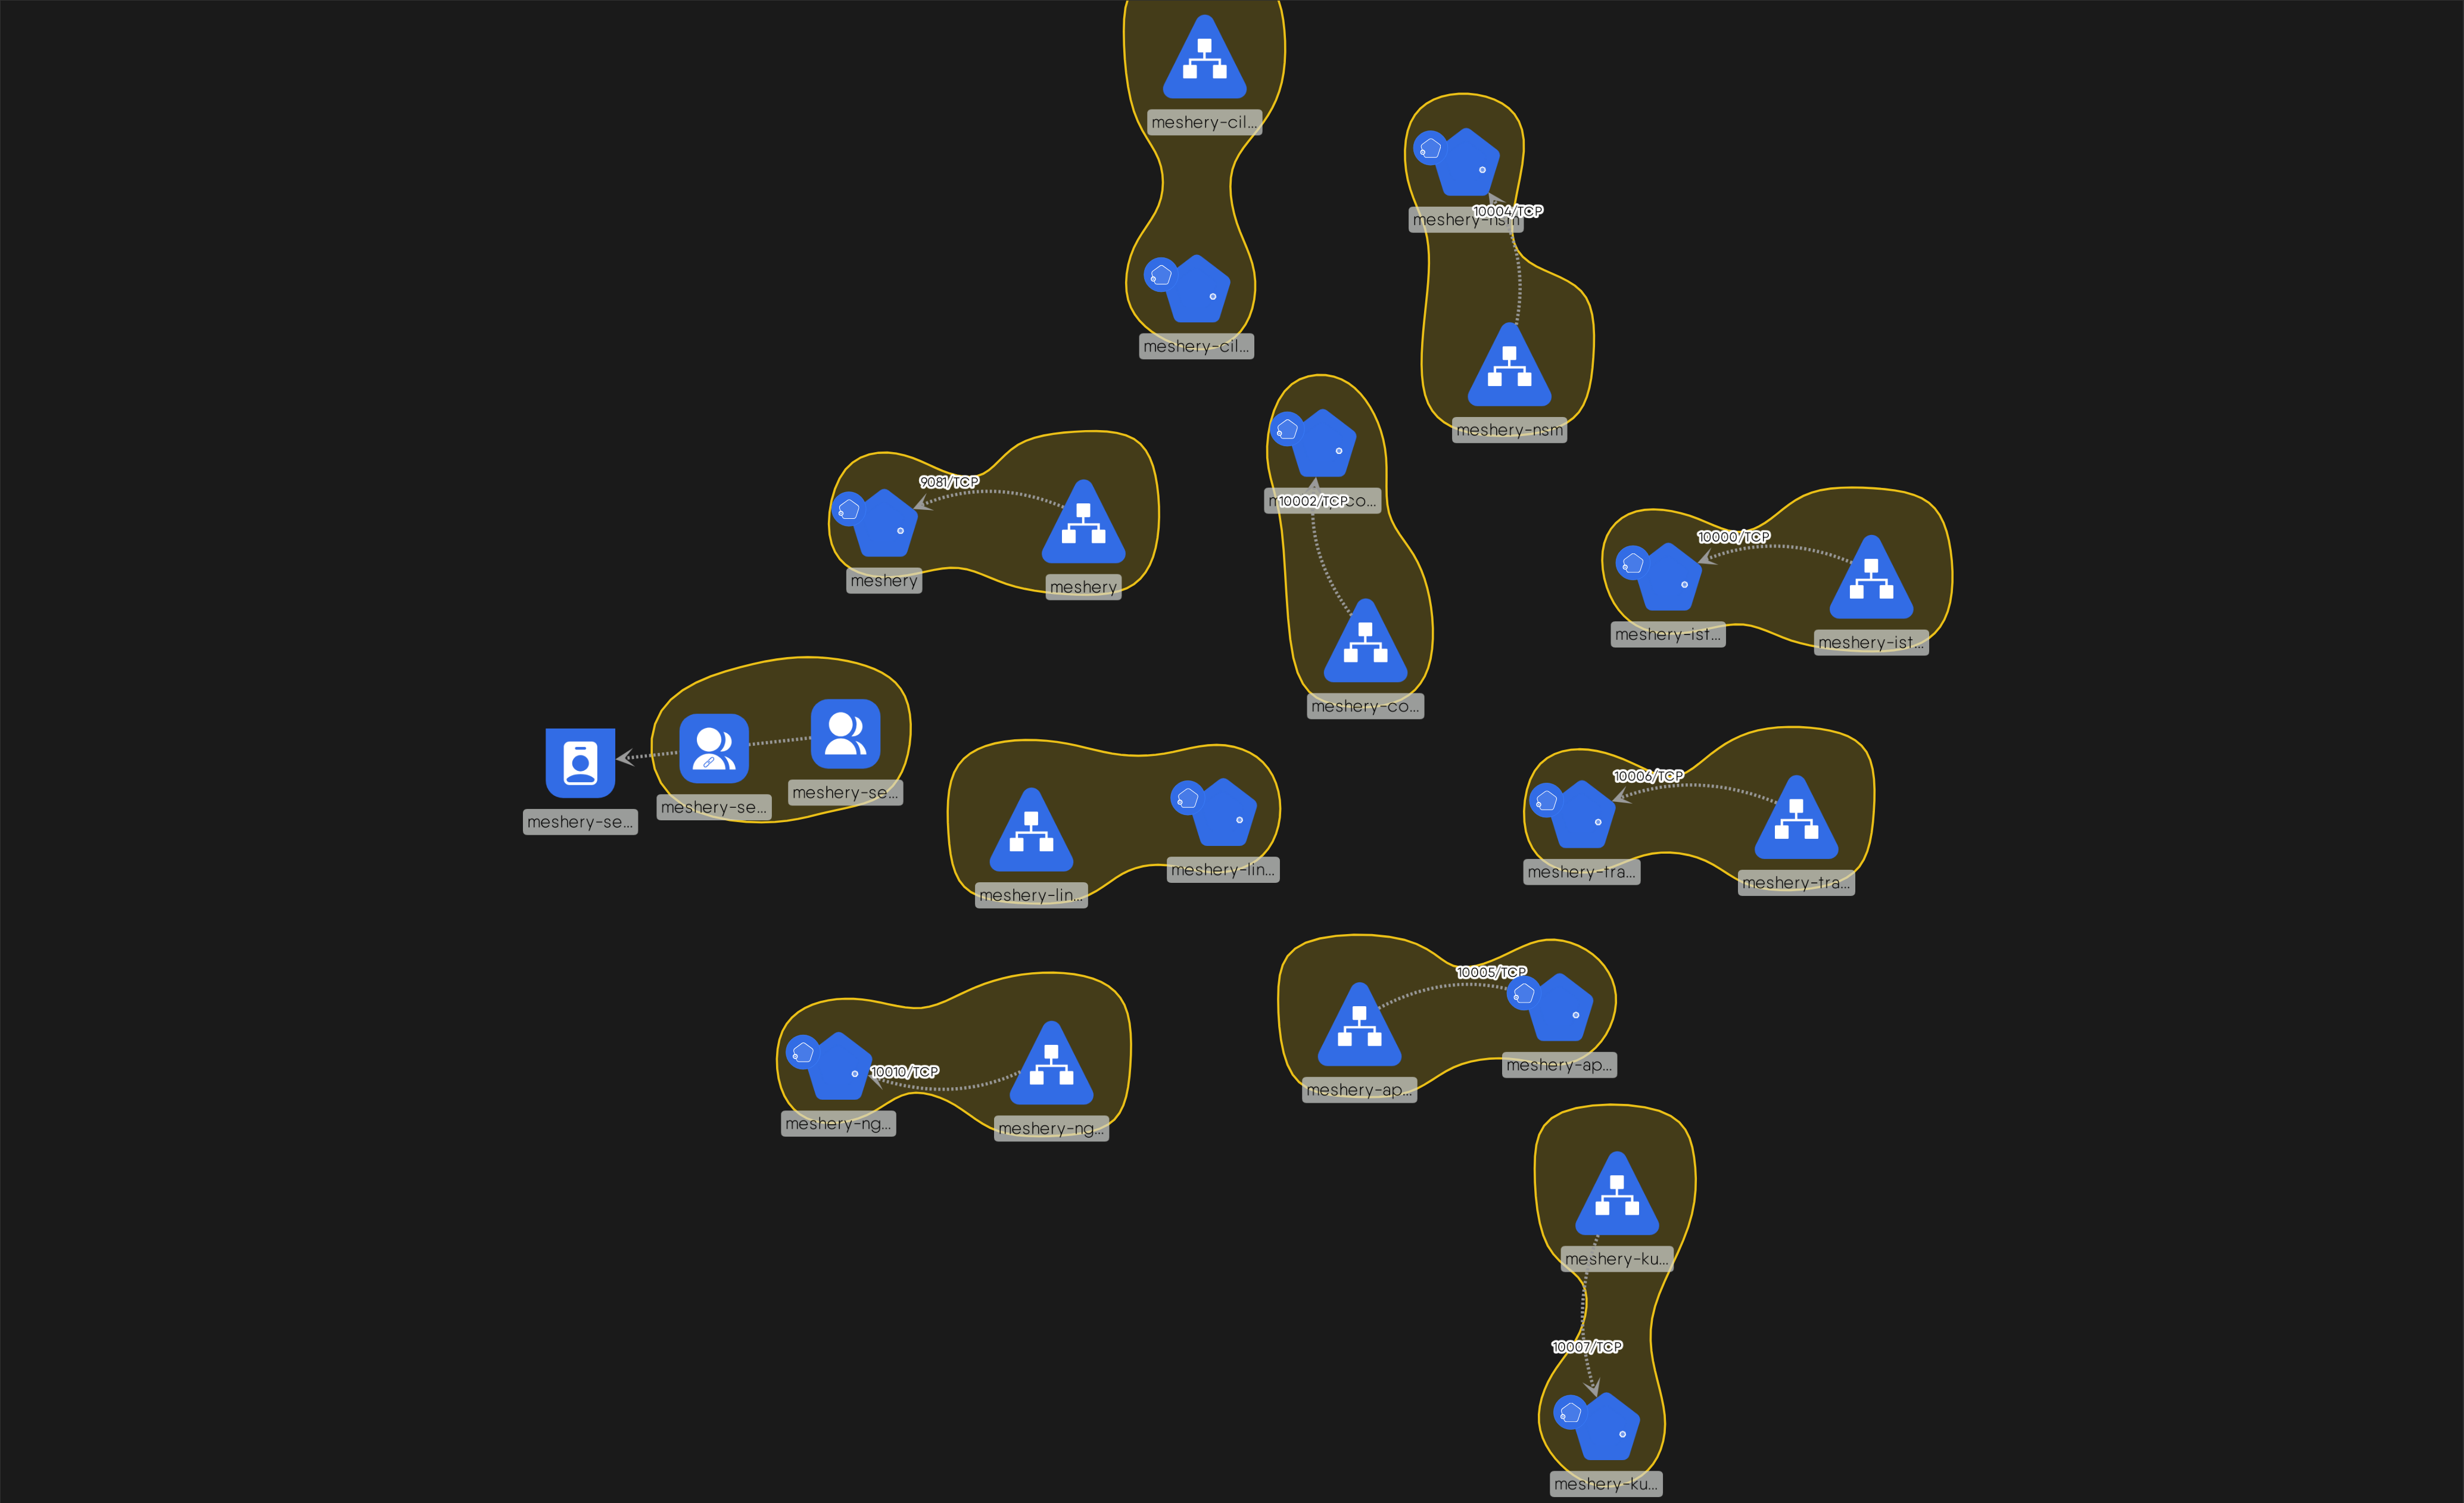 meshery-cil...
meshery-nsm
10004/TCP
meshery-cil...
meshery-nsm
9081/TCP
10002/TCP
meshery
meshery
10000/TCP
meshery-ist...
meshery-ist...
meshery-co...
meshery-se...
meshery-se...
meshery-se...
10006/TCP
meshery-lin...
meshery-lin...
meshery-tra...
meshery-tra...
10005/TCP
meshery-ap...
meshery-ap...
10010/TCP
meshery-ng...
meshery-ng...
meshery-ku...
10007/TCP
meshery-ku...